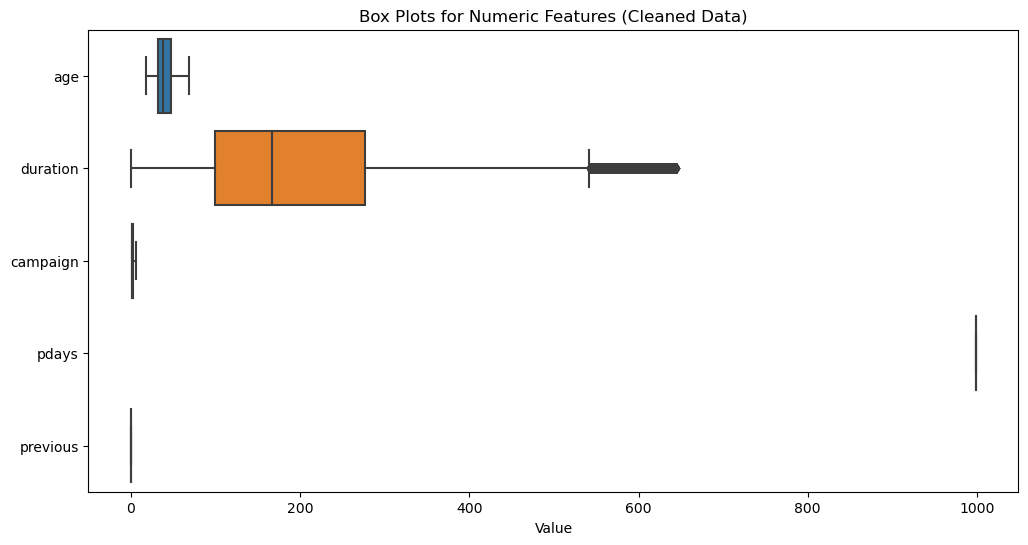 Box Plots for Numeric Features (Cleaned Data)
age
duration
campaign
pdays
previous
0 200 400 600 800 1000
Value